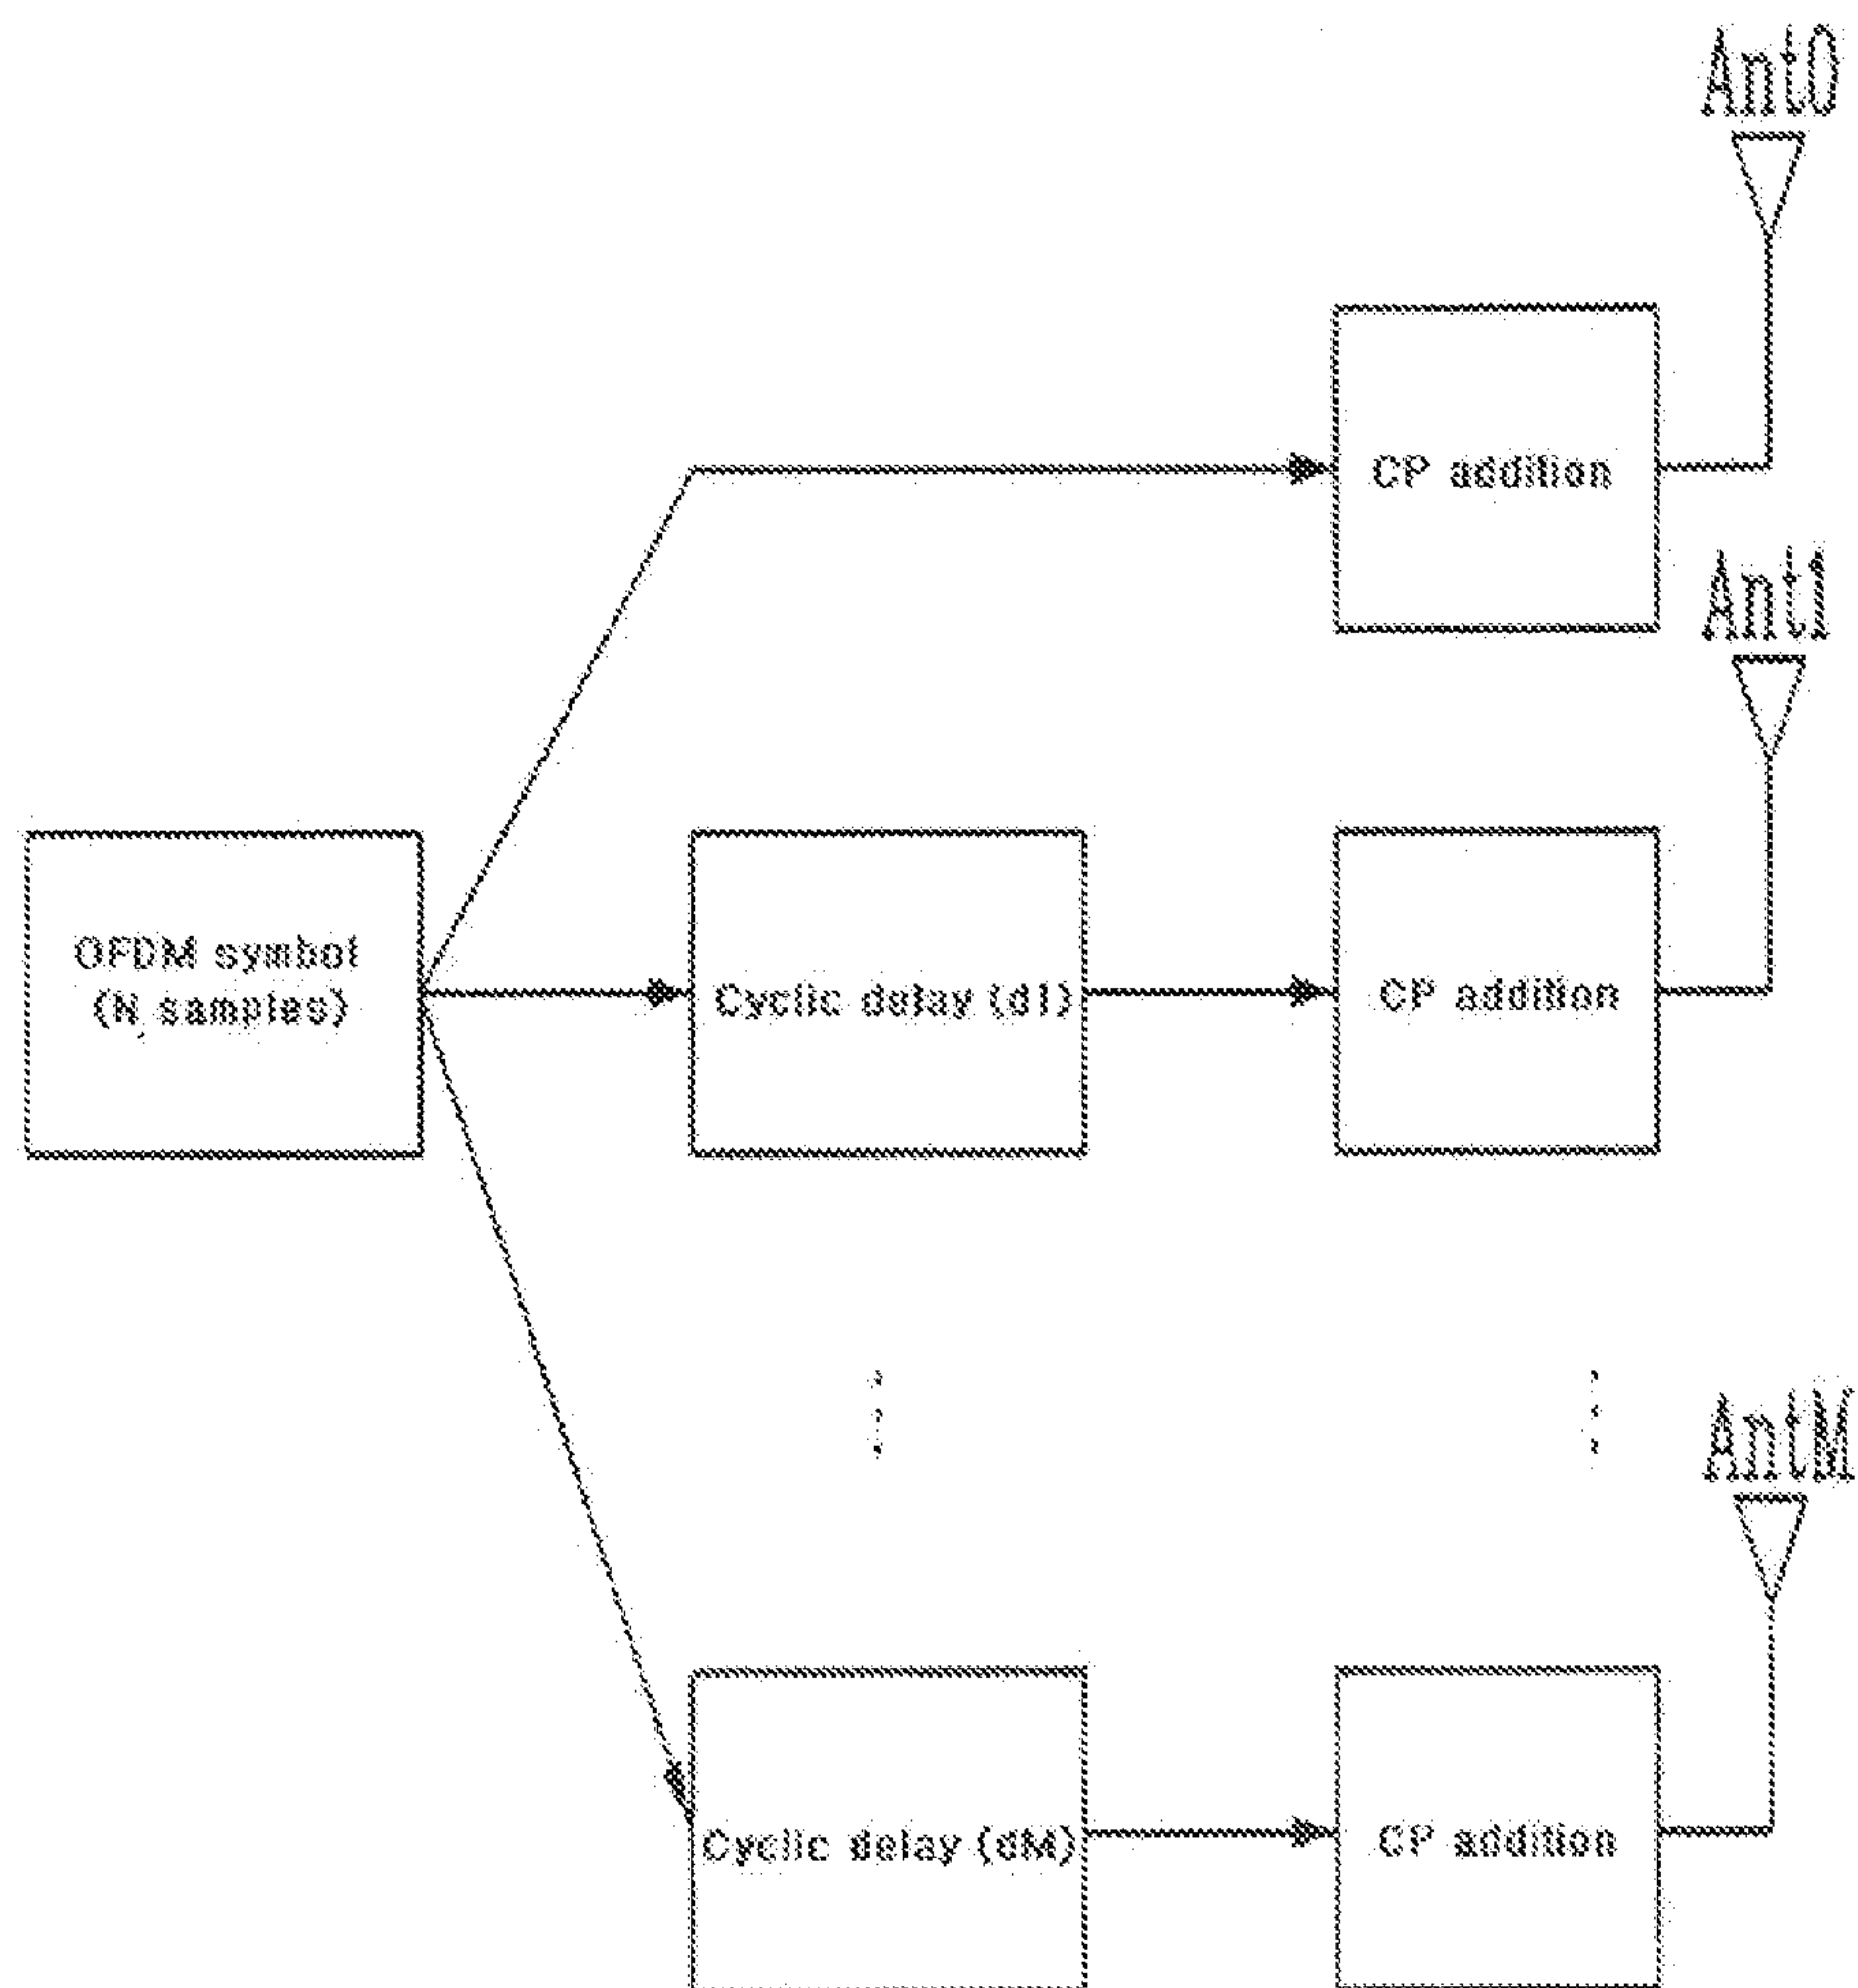 Ant0
CP addition
Ant1
OFDM symbol
(N samples)
Cyclic delay (d1)
CP addition
AntM
Cyclic delay (dM)
CP addition